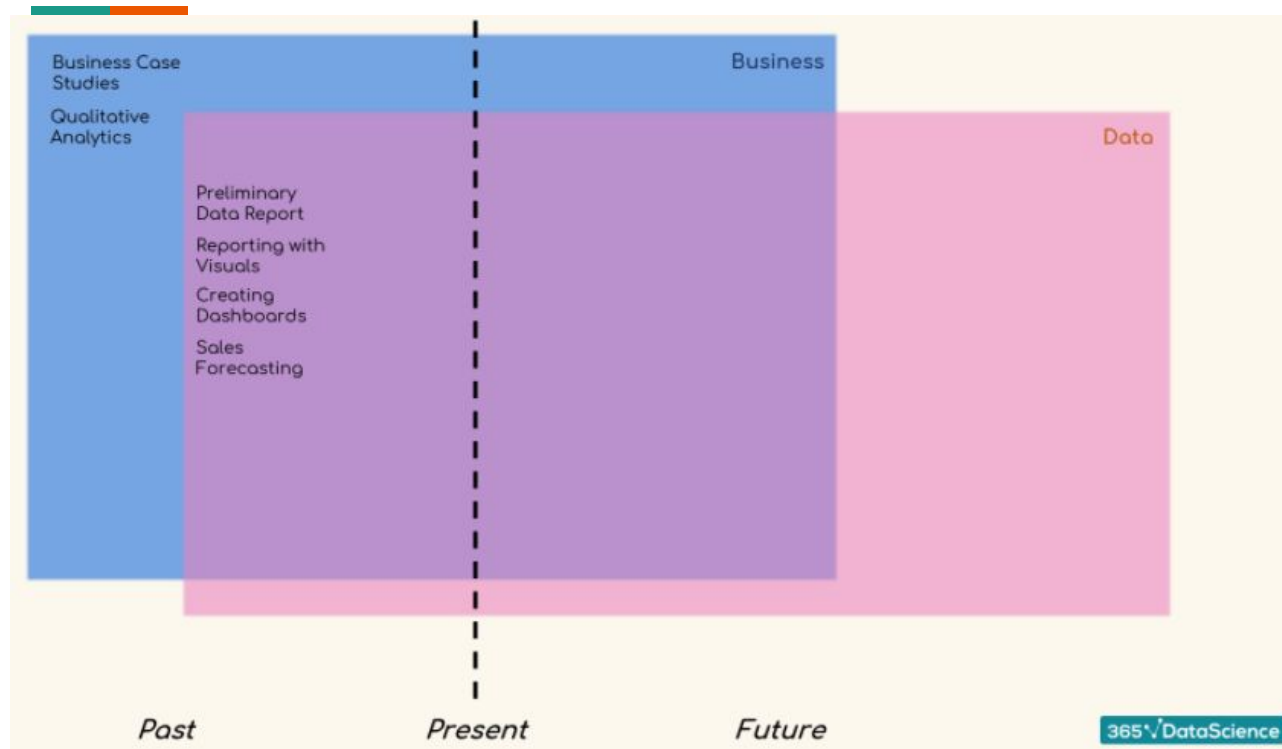 Business Case
Studies
Qualitative
Analytics
Business
Data
Preliminary
Data Report
Reporting with
Visuals
Creating
Dashboards
Sales
Forecasting
Past
Present
Future
365 DataScience